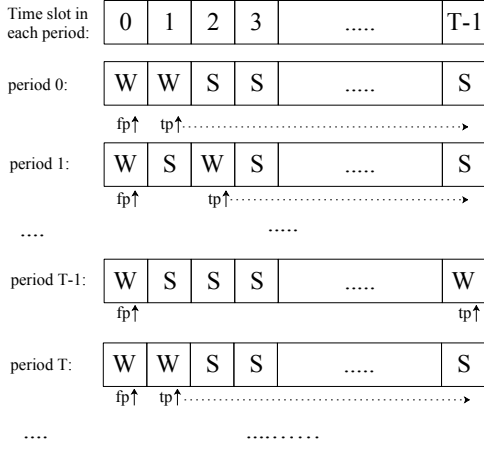 Time slot in
each period: 0 1 2 3 ..... T-1
period 0: W W S S ..... S
fp tp
period 1: W S W S ..... S
fp tp
.... .....
period T-1: W S S S ..... W
fp tp
period T: W W S S ..... S
fp tp
.... ..........